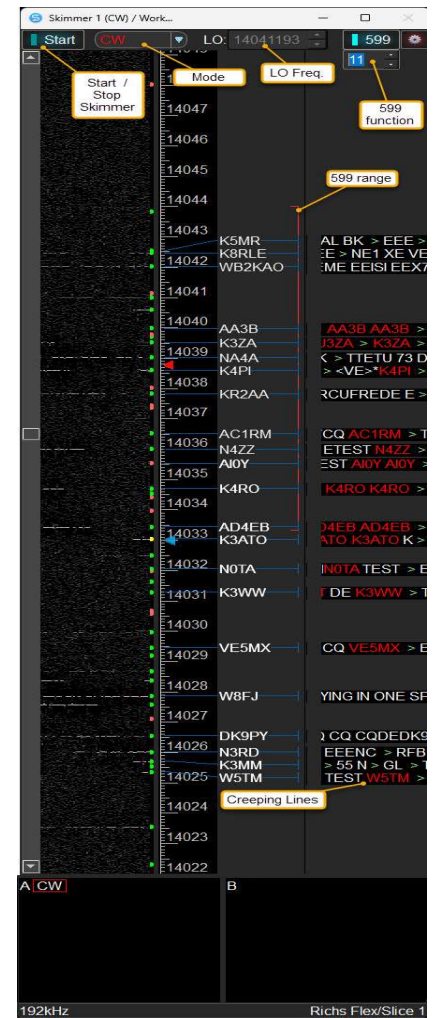 Skimmer 1 (CW) / Work...
Start CW LO: 14041193 599
11
Start /
Stop
Skimmer
Mode
LO Freq.
599
function
14047
14046
14045
599 range
14044
14043
K5MR AL BK > EEE >
K8RLE E > NE1 XE VE
14042
WB2KAO ME EEISI EEX7
14041
14040
AA3B AA3B AA3B >
K3ZA J3ZA > K3ZA >
14039
NA4A K > TTETU 73 D
K4PI > <VE>*K4PI >
14038
KR2AA RCUFREDE E >
14037
AC1RM CQ AC1RM > T
14036
N4ZZ ETEST N4ZZ >
AI0Y EST AI0Y AI0Y >
14035
K4RO K4RO K4RO >
14034
AD4EB 04EB AD4EB >
14033
K3ATO ATO K3ATO K >
14032
N0TA N0TA TEST > E
14031
K3WW T DE K3WW > T
14030
VE5MX CQ VE5MX > E
14029
14028
W8FJ YING IN ONE SF
14027
DK9PY CQ CQDEDK9
14026
N3RD EEENC > RFB
K3MM > 55 N > GL > T
14025
W5TM TEST W5TM >
Creeping Lines
14024
14023
14022
A CW B
192kHz Richs Flex/Slice 1